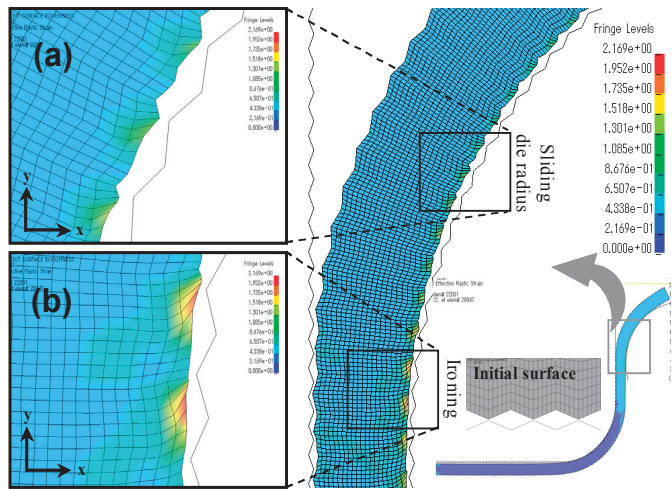 (a)
Fringe Levels
2.169e+00
1.952e+00
1.735e+00
1.518e+00
1.301e+00
1.085e+00
8.676e-01
6.507e-01
4.338e-01
2.169e-01
0.000e+00
y
x
(b)
Fringe Levels
2.169e+00
1.952e+00
1.735e+00
1.518e+00
1.301e+00
1.085e+00
8.676e-01
6.507e-01
4.338e-01
2.169e-01
0.000e+00
y
x
Sliding
die radius
Ironing
Effective Plastic Strain
elem# 22001
12, at elem# 20047
Fringe Levels
2.169e+00
1.952e+00
1.735e+00
1.518e+00
1.301e+00
1.085e+00
8.676e-01
6.507e-01
4.338e-01
2.169e-01
0.000e+00
Initial surface